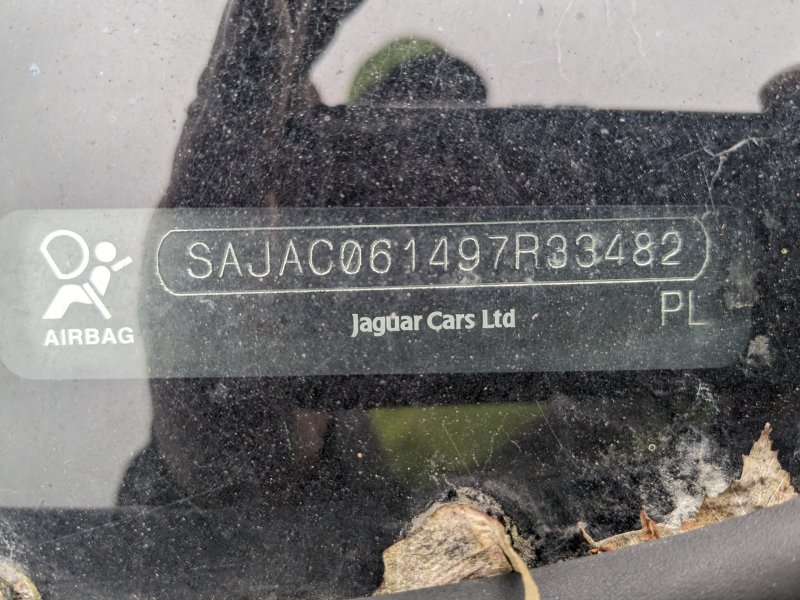 SAJAC061497R33482
PL
Jaguar Cars Ltd
AIRBAG